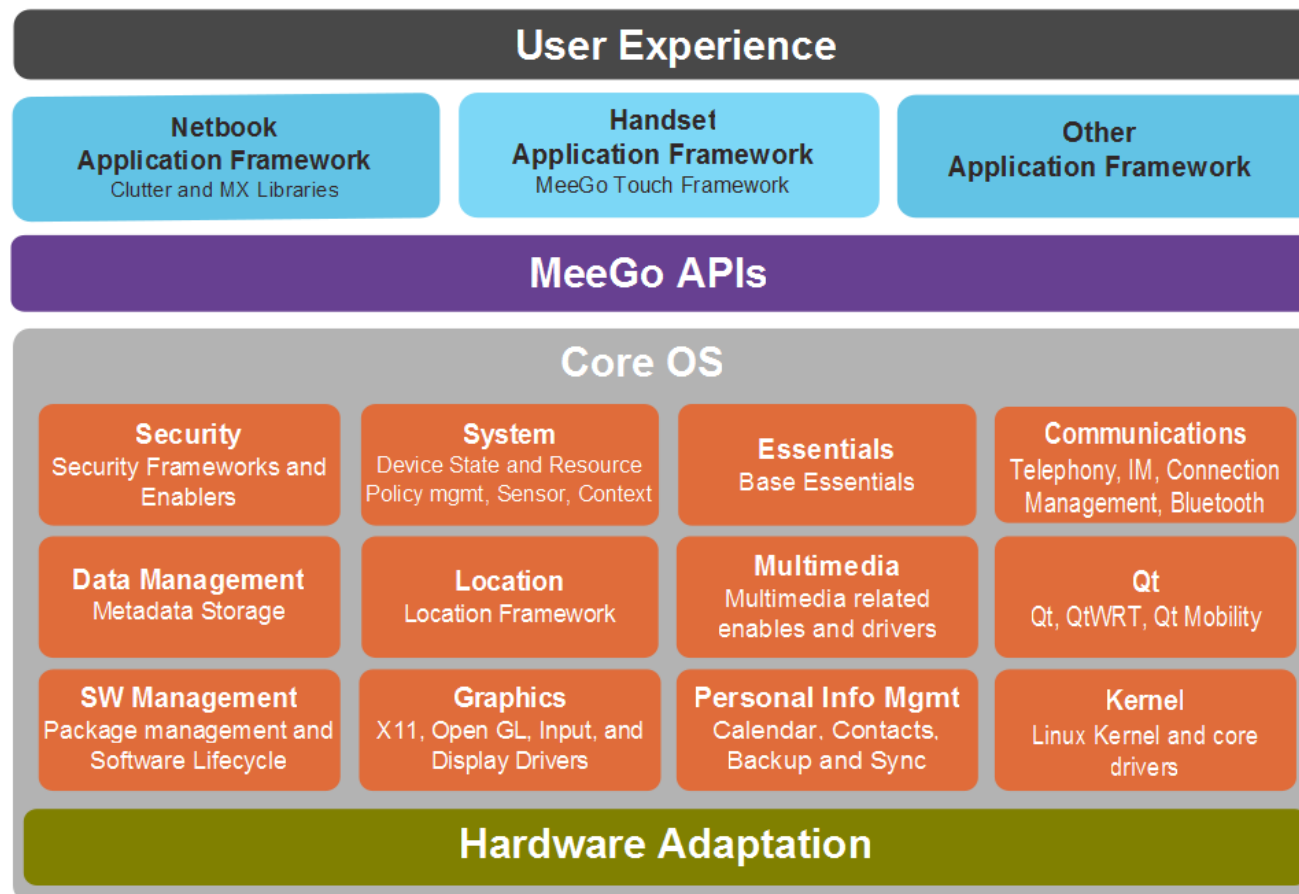 User Experience
Netbook
Application Framework
Clutter and MX Libraries
Handset
Application Framework
MeeGo Touch Framework
Other
Application Framework
MeeGo APIs
Core OS
Security
Security Frameworks and
Enablers
System
Device State and Resource
Policy mgmt, Sensor, Context
Essentials
Base Essentials
Communications
Telephony, IM, Connection
Management, Bluetooth
Data Management
Metadata Storage
Location
Location Framework
Multimedia
Multimedia related
enables and drivers
Qt
Qt, QtWRT, Qt Mobility
SW Management
Package management and
Software Lifecycle
Graphics
X11, Open GL, Input, and
Display Drivers
Personal Info Mgmt
Calendar, Contacts,
Backup and Sync
Kernel
Linux Kernel and core
drivers
Hardware Adaptation